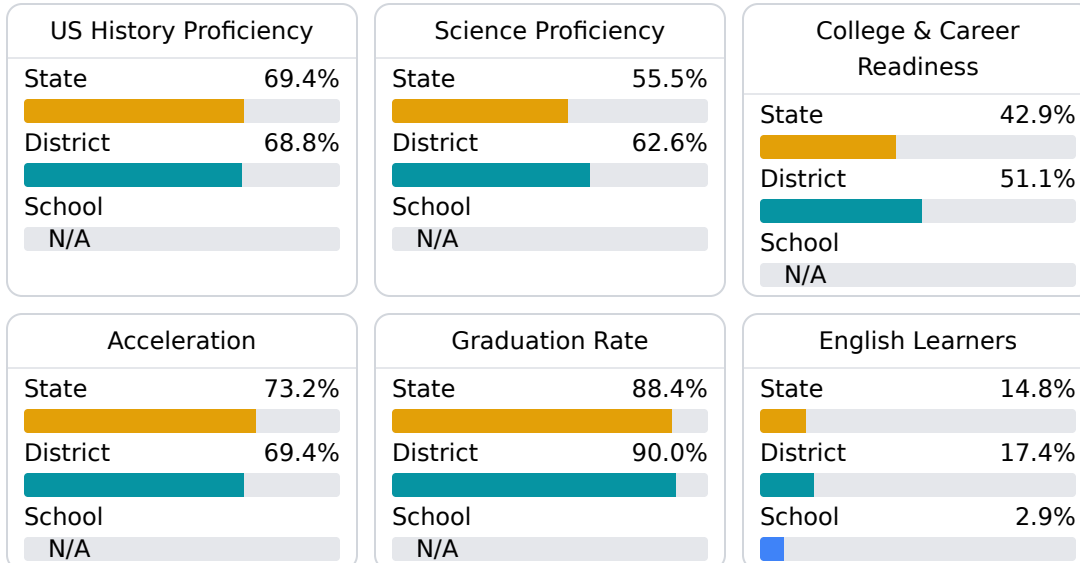 US History Proficiency
State 69.4%
District 68.8%
School
N/A
Science Proficiency
State 55.5%
District 62.6%
School
N/A
College & Career
Readiness
State 42.9%
District 51.1%
School
N/A
Acceleration
State 73.2%
District 69.4%
School
N/A
Graduation Rate
State 88.4%
District 90.0%
School
N/A
English Learners
State 14.8%
District 17.4%
School 2.9%